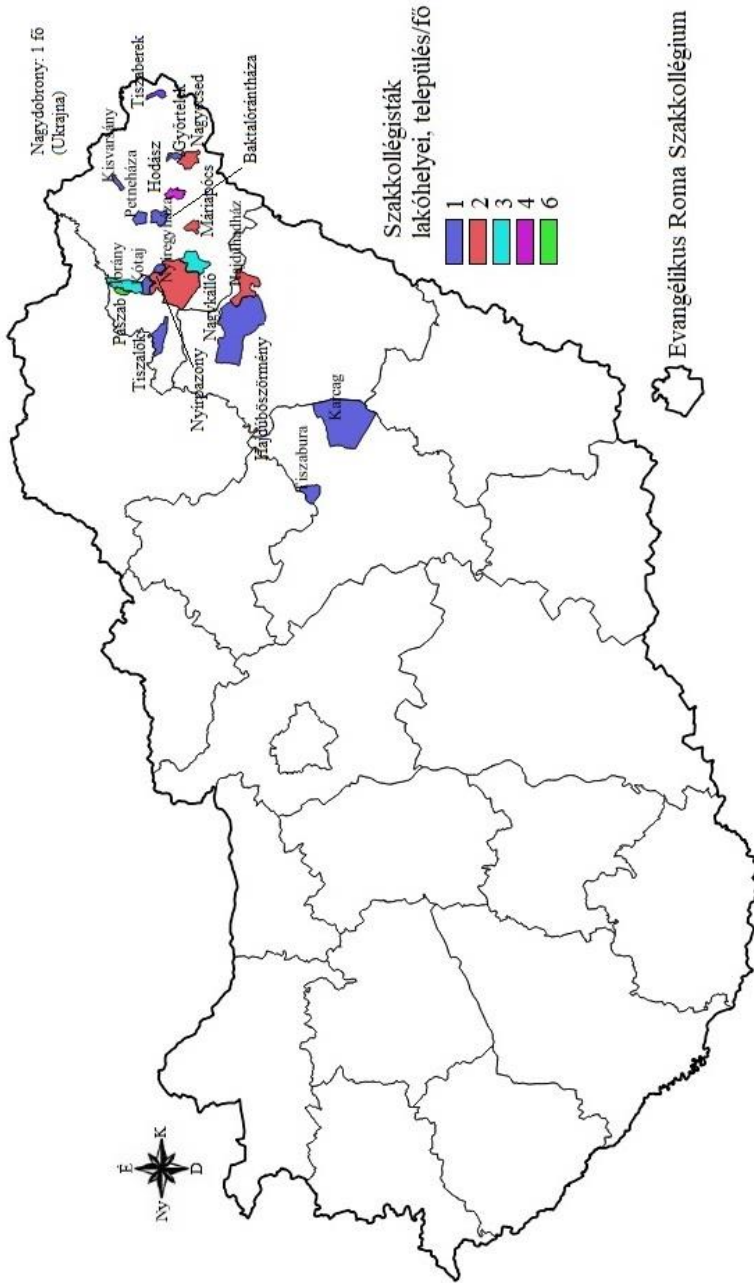 Nagydobrony: 1 fő
(Ukrajna)
É
Ny
K
D
Tiszaberek
Kisvarsány
Petneháza
Hodász
Győrtelek
Nagyecsed
Baktalórántháza
Máriapócs
Paszab
Kótaj
Tiszalök
Nyírpazony
Nagykálló
Hajdúhadház
Hajdúböszörmény
Karcag
Tiszabura
Szakkollégisták
lakóhelyei, település/fő
1
2
3
4
6
Evangélikus Roma Szakkollégium